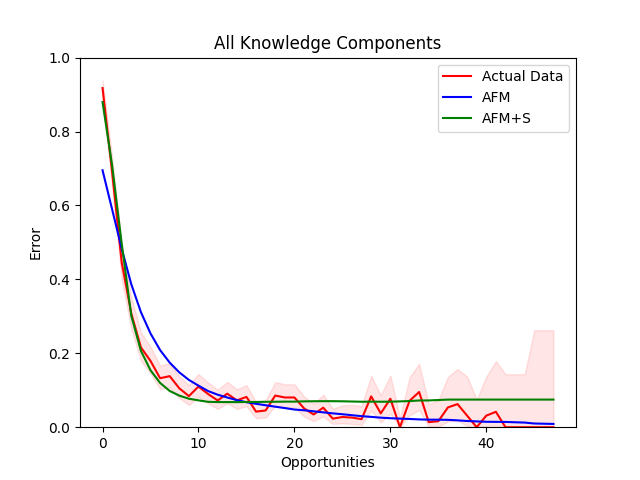 All Knowledge Components
Actual Data
AFM
AFM+S
1.0
0.8
0.6
0.4
0.2
0.0
Error
0
10
20
30
40
Opportunities